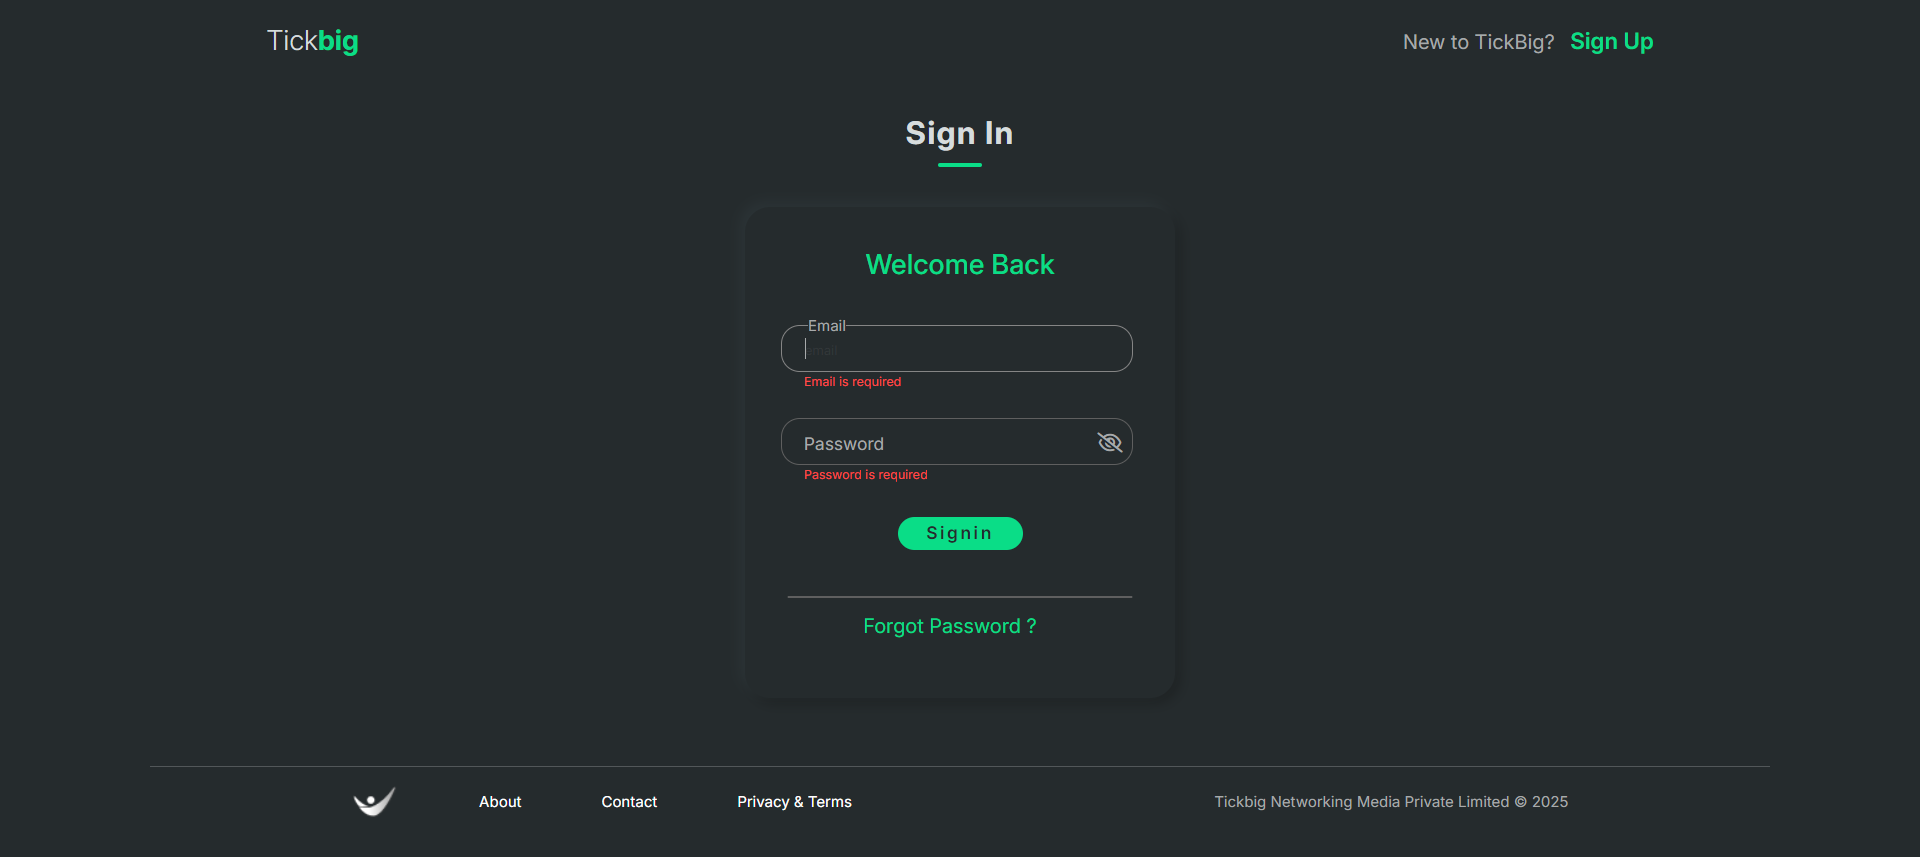 Tickbig
New to TickBig? Sign Up
Sign In
Welcome Back
Email
email
Email is required
Password
Password is required
Signin
Forgot Password ?
About Contact Privacy & Terms Tickbig Networking Media Private Limited © 2025